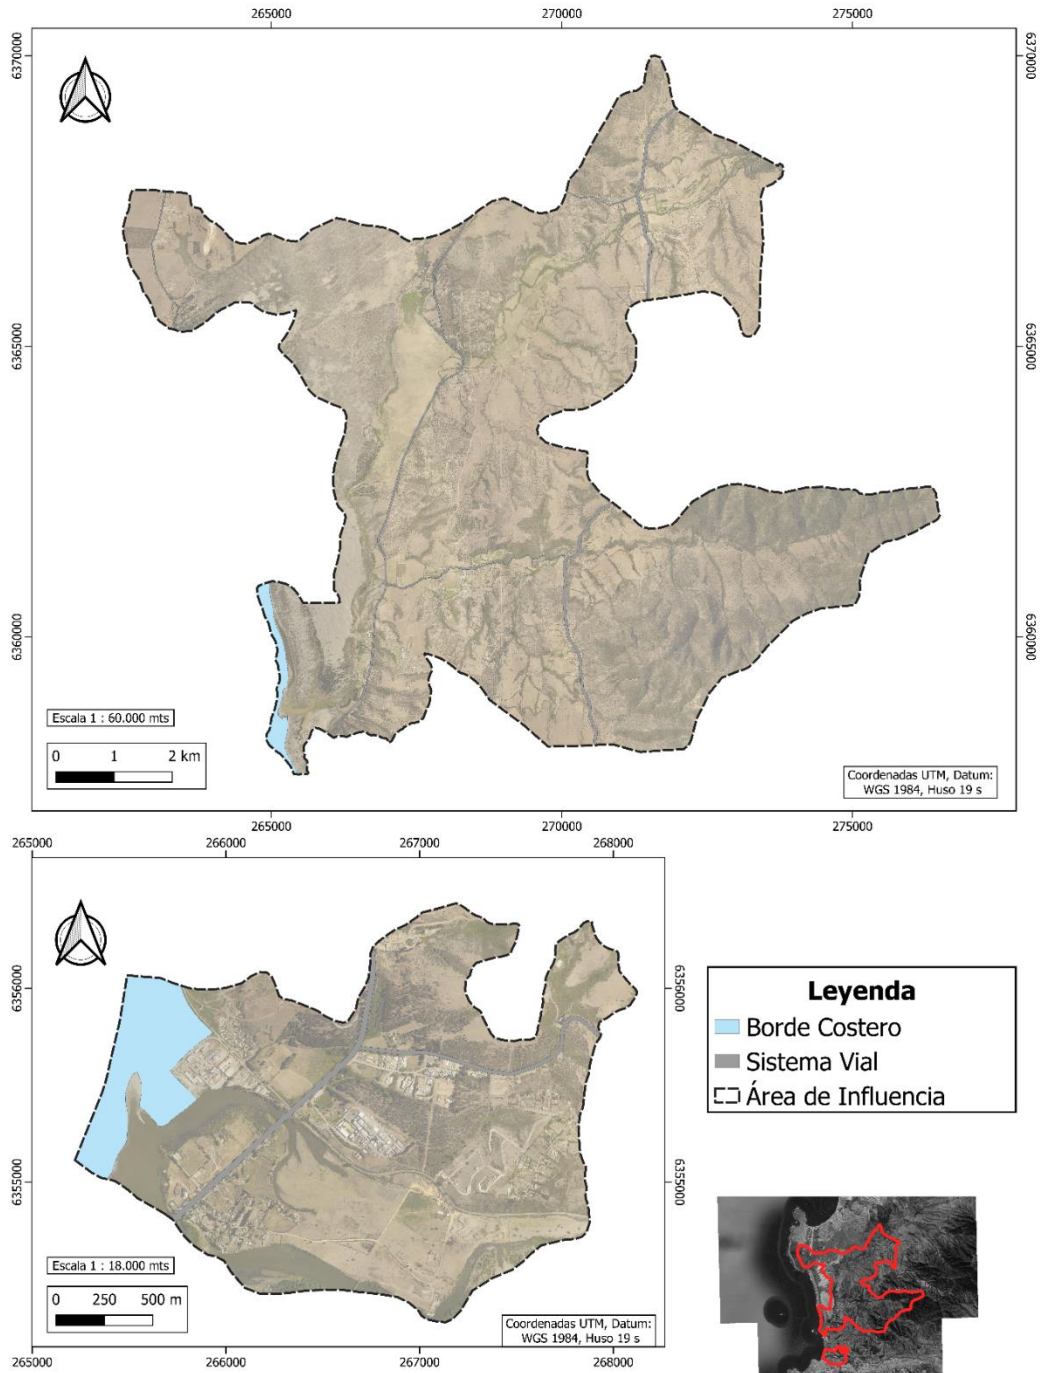 265000 270000 275000
6370000 6370000
6365000 6365000
6360000 6360000
Escala 1 : 60.000 mts
0 1 2 km
Coordenadas UTM, Datum:
WGS 1984, Huso 19 s
265000 270000 275000
265000 266000 267000 268000
6356000 6356000
6355000 6355000
Escala 1 : 18.000 mts
0 250 500 m
Coordenadas UTM, Datum:
WGS 1984, Huso 19 s
265000 266000 267000 268000
Leyenda
Borde Costero
Sistema Vial
Área de Influencia